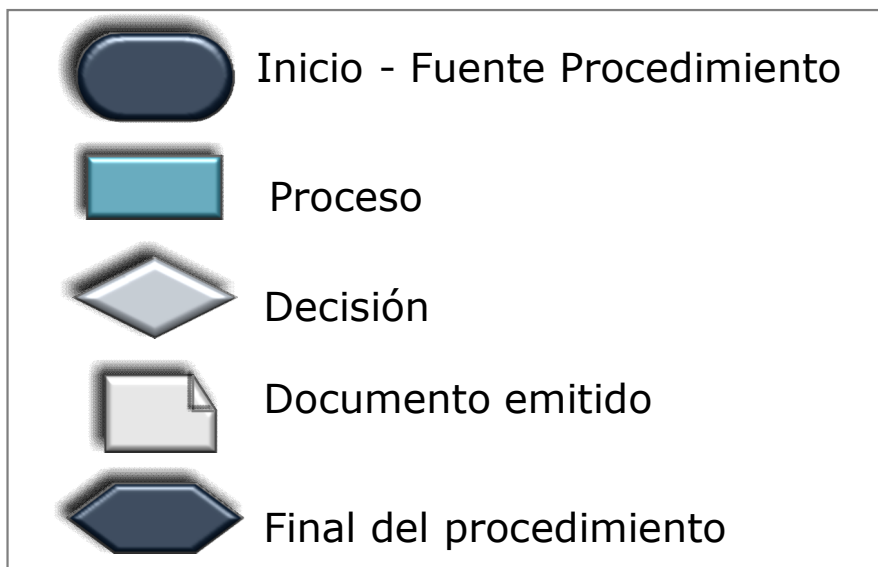 Inicio - Fuente Procedimiento
Proceso
Decisión
Documento emitido
Final del procedimiento